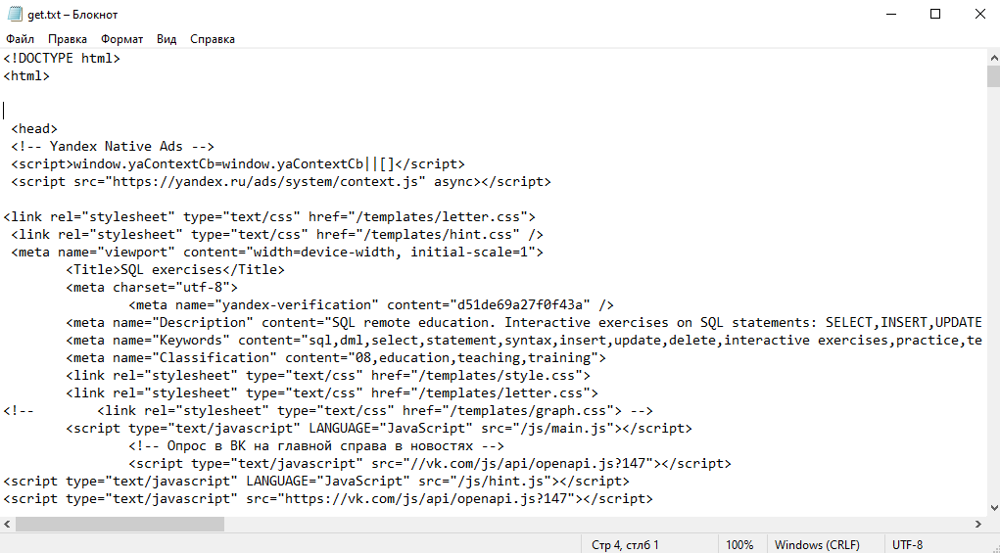 get.txt – Блокнот
Файл Правка Формат Вид Справка
<!DOCTYPE html>
<html>
<head>
<!-- Yandex Native Ads -->
<script>window.yaContextCb=window.yaContextCb||[]</script>
<script src="https://yandex.ru/ads/system/context.js" async></script>
<link rel="stylesheet" type="text/css" href="/templates/letter.css">
<link rel="stylesheet" type="text/css" href="/templates/hint.css" />
<meta name="viewport" content="width=device-width, initial-scale=1">
<Title>SQL exercises</Title>
<meta charset="utf-8">
<meta name="yandex-verification" content="d51de69a27f0f43a" />
<meta name="Description" content="SQL remote education. Interactive exercises on SQL statements: SELECT,INSERT,UPDATE
<meta name="Keywords" content="sql,dml,select,statement,syntax,insert,update,delete,interactive exercises,practice,te
<meta name="Classification" content="08,education,teaching,training">
<link rel="stylesheet" type="text/css" href="/templates/style.css">
<link rel="stylesheet" type="text/css" href="/templates/letter.css">
<!-- <link rel="stylesheet" type="text/css" href="/templates/graph.css"> -->
<script type="text/javascript" LANGUAGE="JavaScript" src="/js/main.js"></script>
<!-- Опрос в ВК на главной справа в новостях -->
<script type="text/javascript" src="//vk.com/js/api/openapi.js?147"></script>
<script type="text/javascript" LANGUAGE="JavaScript" src="/js/hint.js"></script>
<script type="text/javascript" src="https://vk.com/js/api/openapi.js?147"></script>
Стр 4, стлб 1 100% Windows (CRLF) UTF-8